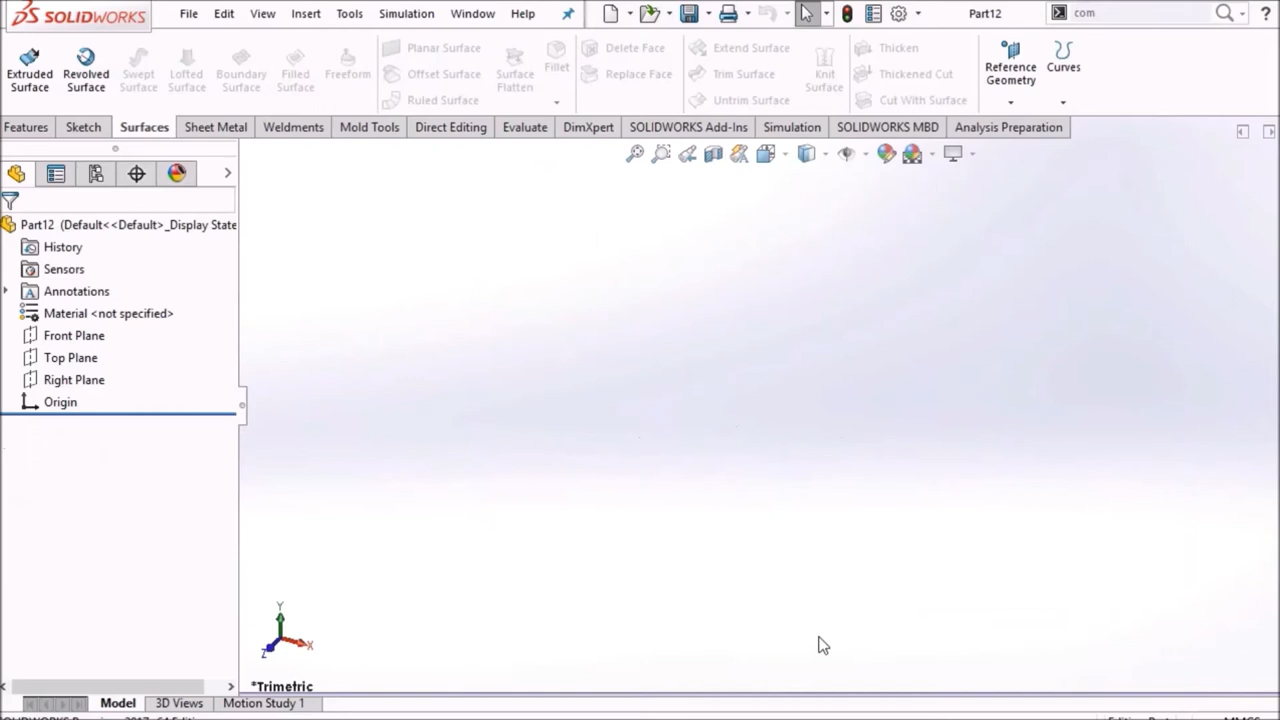 SOLIDWORKS File Edit View Insert Tools Simulation Window Help Part12 com ?
Extruded Surface
Revolved Surface
Swept Surface
Lofted Surface
Boundary Surface
Filled Surface
Freeform
Planar Surface
Offset Surface
Ruled Surface
Surface Flatten
Fillet
Delete Face
Replace Face
Extend Surface
Trim Surface
Untrim Surface
Knit Surface
Thicken
Thickened Cut
Cut With Surface
Reference Geometry
Curves
Features Sketch Surfaces Sheet Metal Weldments Mold Tools Direct Editing Evaluate DimXpert SOLIDWORKS Add-Ins Simulation SOLIDWORKS MBD Analysis Preparation
Part12 (Default<<Default>_Display State
History
Sensors
Annotations
Material <not specified>
Front Plane
Top Plane
Right Plane
Origin
Y
X
Z
*Trimetric
Model 3D Views Motion Study 1